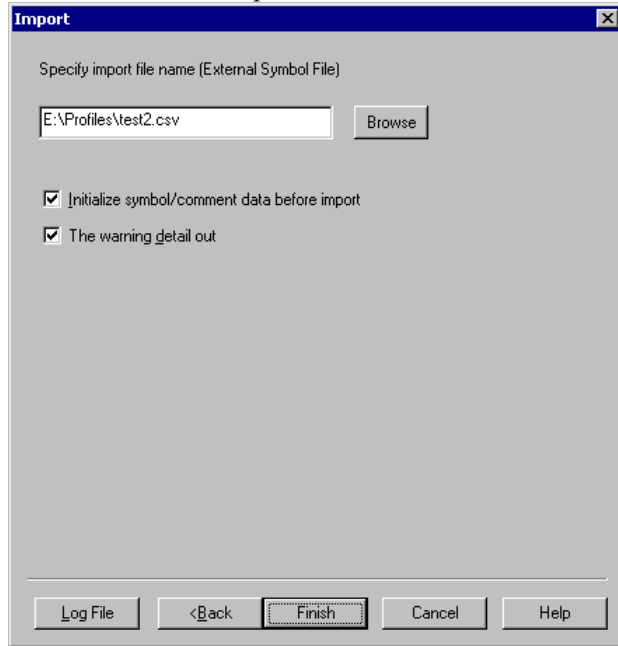 Import
Specify import file name (External Symbol File)
E:\Profiles\test2.csv
Browse
Initialize symbol/comment data before import
The warning detail out
Log File <Back Finish Cancel Help